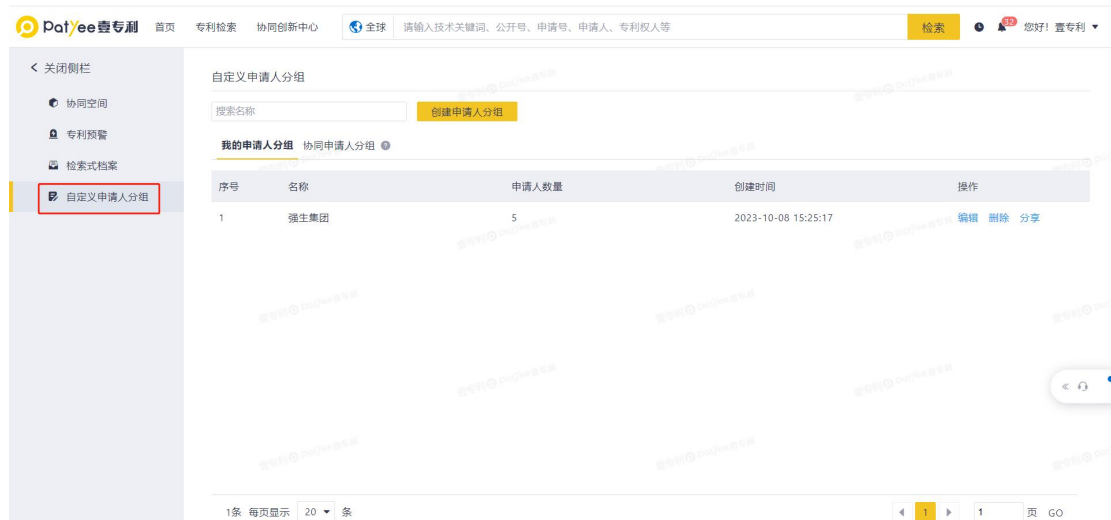 Patyee壹专利 首页 专利检索 协同创新中心 全球 请输入技术关键词、公开号、申请号、申请人、专利权人等 检索 32 您好！壹专利
关闭侧栏
协同空间
专利预警
检索式档案
自定义申请人分组
自定义申请人分组
搜索名称 创建申请人分组
我的申请人分组 协同申请人分组
序号 名称 申请人数量 创建时间 操作
1 强生集团 5 2023-10-08 15:25:17 编辑 删除 分享
1条 每页显示 20 条 1 1 页 GO